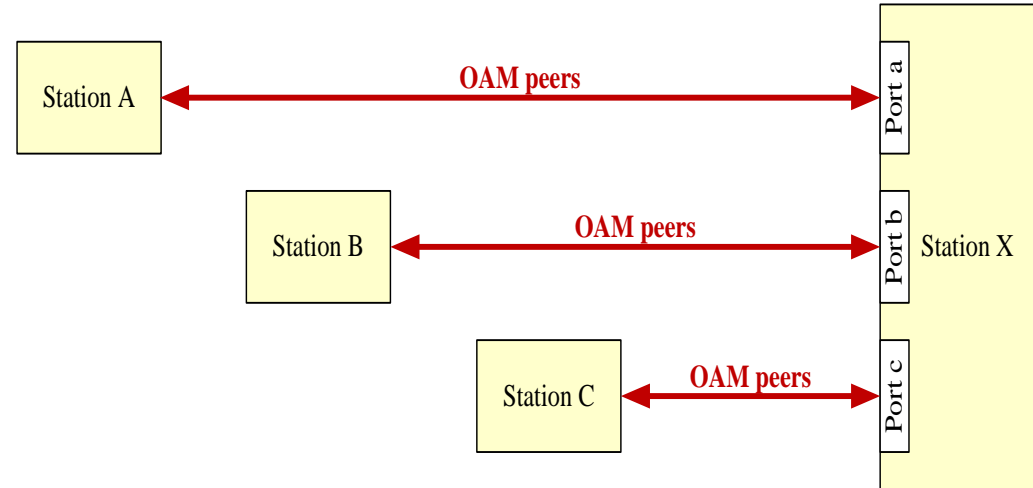 OAM peers
Station A
Port a
OAM peers
Station B
Port b
Station X
OAM peers
Station C
Port c